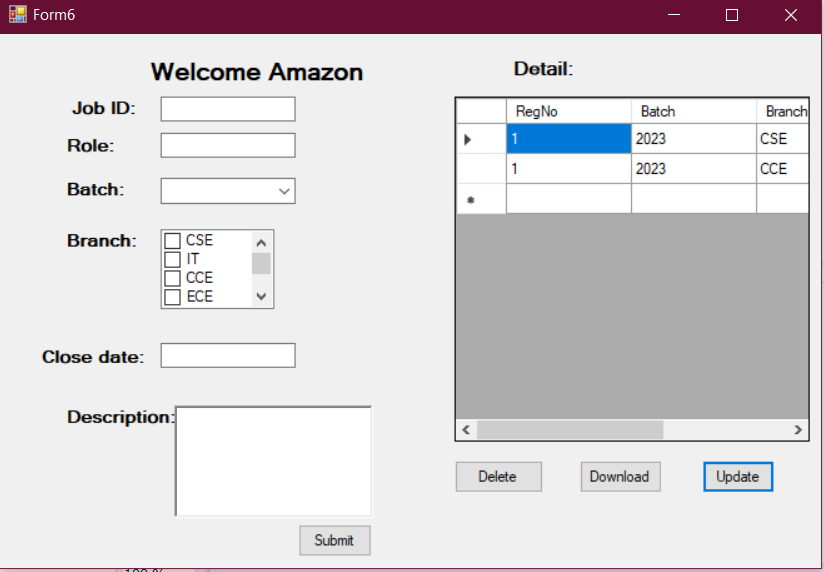 Form6
Welcome Amazon
Job ID:
Role:
Batch:
Branch:
CSE
IT
CCE
ECE
Close date:
Description:
Submit
Detail:
RegNo Batch Branch
1 2023 CSE
1 2023 CCE
*
Delete Download Update